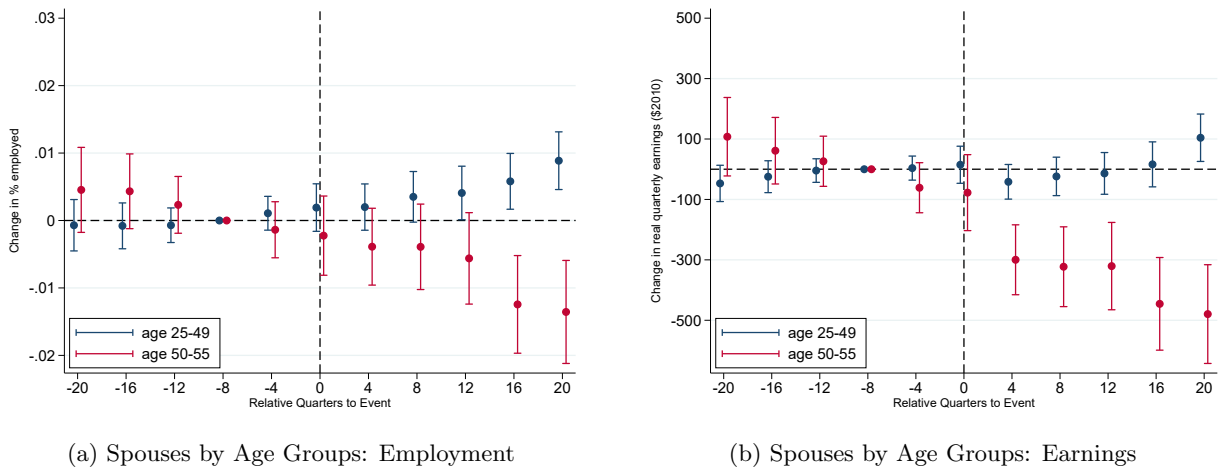 .03
.02
.01
0
-.01
-.02
Change in % employed
age 25-49
age 50-55
-20 -16 -12 -8 -4 0 4 8 12 16 20
Relative Quarters to Event
(a) Spouses by Age Groups: Employment
500
300
100
-100
-300
-500
Change in real quarterly earnings ($2010)
age 25-49
age 50-55
-20 -16 -12 -8 -4 0 4 8 12 16 20
Relative Quarters to Event
(b) Spouses by Age Groups: Earnings